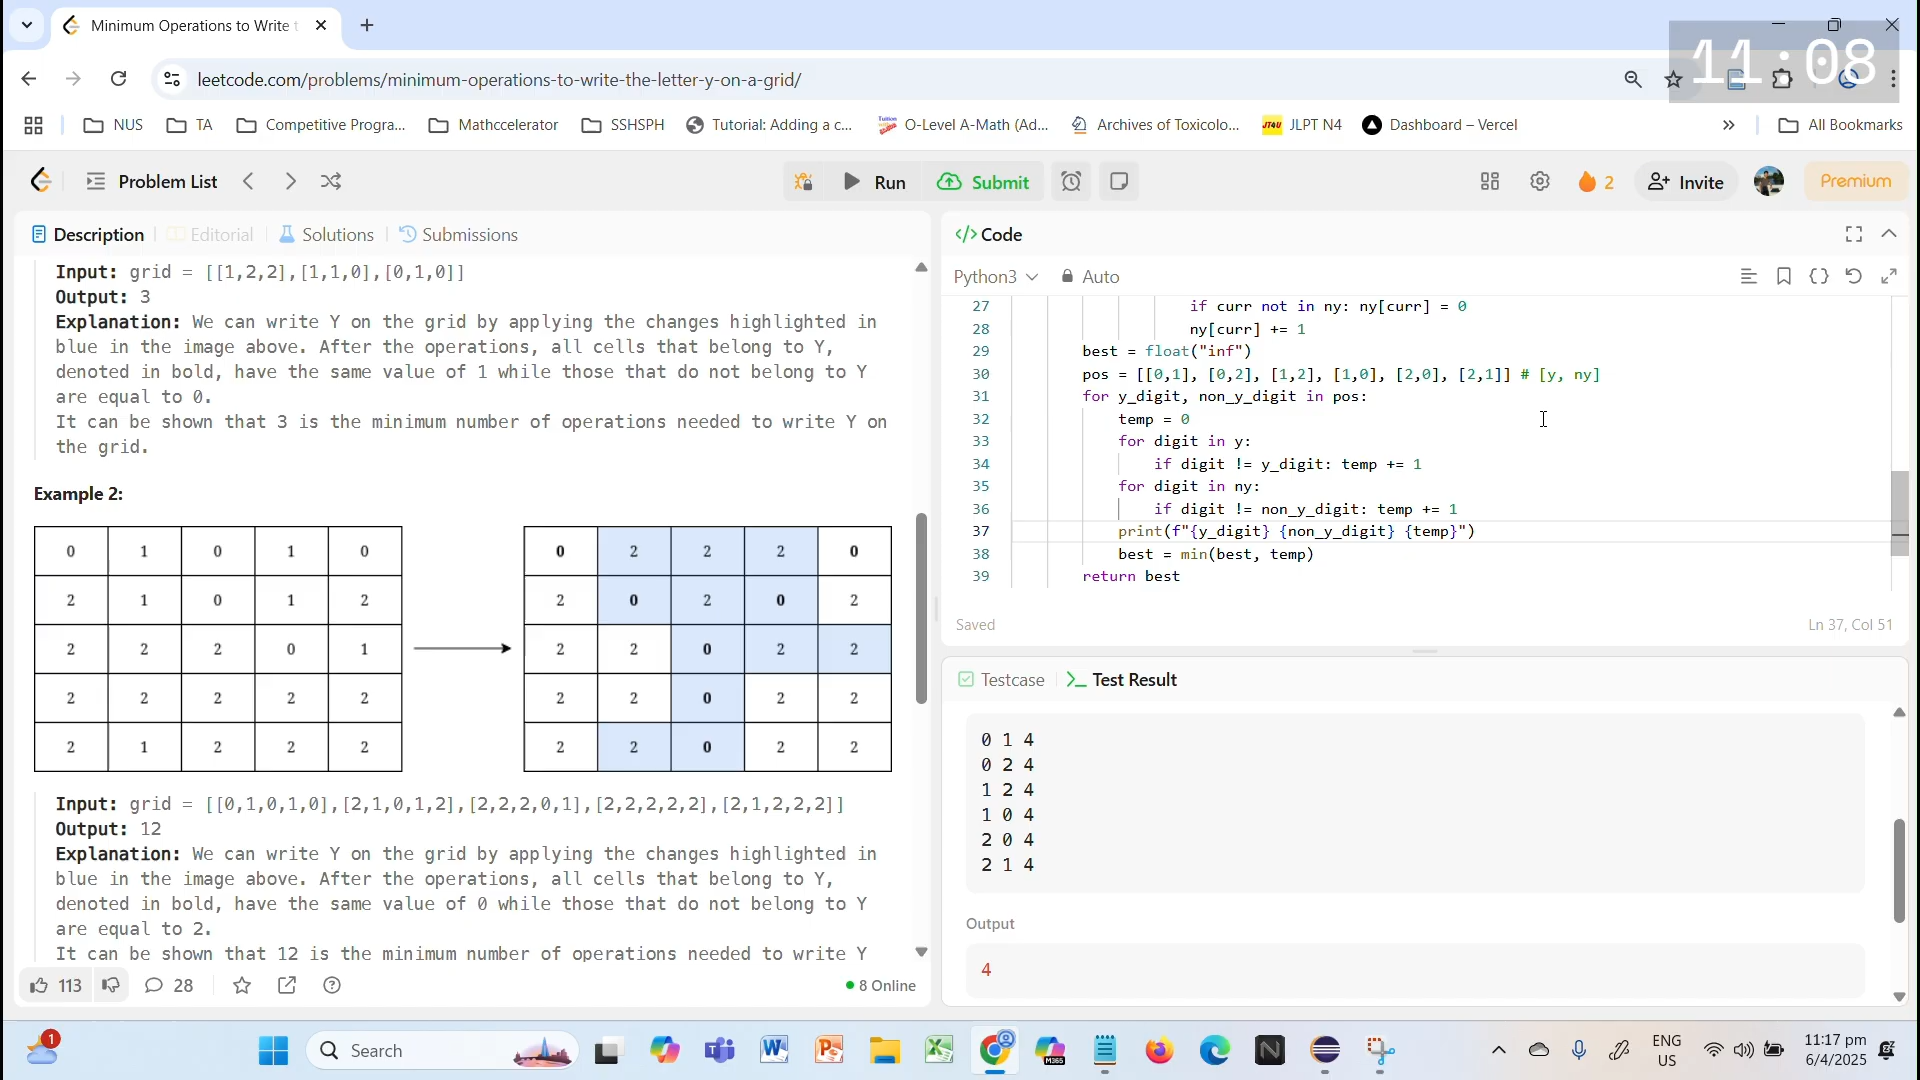 Minimum Operations to Write t
11:08
leetcode.com/problems/minimum-operations-to-write-the-letter-y-on-a-grid/
NUS
TA
Competitive Progra...
Mathccelerator
SSHSPH
Tutorial: Adding a c...
O-Level A-Math (Ad...
Archives of Toxicolo...
JLPT N4
Dashboard – Vercel
All Bookmarks
Problem List
Run
Submit
2
Invite
Premium
Description
Editorial
Solutions
Submissions
Input: grid = [[1,2,2],[1,1,0],[0,1,0]]
Output: 3
Explanation: We can write Y on the grid by applying the changes highlighted in
blue in the image above. After the operations, all cells that belong to Y,
denoted in bold, have the same value of 1 while those that do not belong to Y
are equal to 0.
It can be shown that 3 is the minimum number of operations needed to write Y on
the grid.
Example 2:
0 1 0 1 0
2 1 0 1 2
2 2 2 0 1
2 2 2 2 2
2 1 2 2 2
0 2 2 2 0
2 0 2 0 2
2 2 0 2 2
2 2 0 2 2
2 2 0 2 2
Input: grid = [[0,1,0,1,0],[2,1,0,1,2],[2,2,2,0,1],[2,2,2,2,2],[2,1,2,2,2]]
Output: 12
Explanation: We can write Y on the grid by applying the changes highlighted in
blue in the image above. After the operations, all cells that belong to Y,
denoted in bold, have the same value of 0 while those that do not belong to Y
are equal to 2.
It can be shown that 12 is the minimum number of operations needed to write Y
113
28
8 Online
</> Code
Python3
Auto
27 if curr not in ny: ny[curr] = 0
28 ny[curr] += 1
29 best = float("inf")
30 pos = [[0,1], [0,2], [1,2], [1,0], [2,0], [2,1]] # [y, ny]
31 for y_digit, non_y_digit in pos:
32 temp = 0
33 for digit in y:
34 if digit != y_digit: temp += 1
35 for digit in ny:
36 if digit != non_y_digit: temp += 1
37 print(f"{y_digit} {non_y_digit} {temp}")
38 best = min(best, temp)
39 return best
Saved
Ln 37, Col 51
Testcase
Test Result
0 1 4
0 2 4
1 2 4
1 0 4
2 0 4
2 1 4
Output
4
1
Search
M365
ENG
US
11:17 pm
6/4/2025